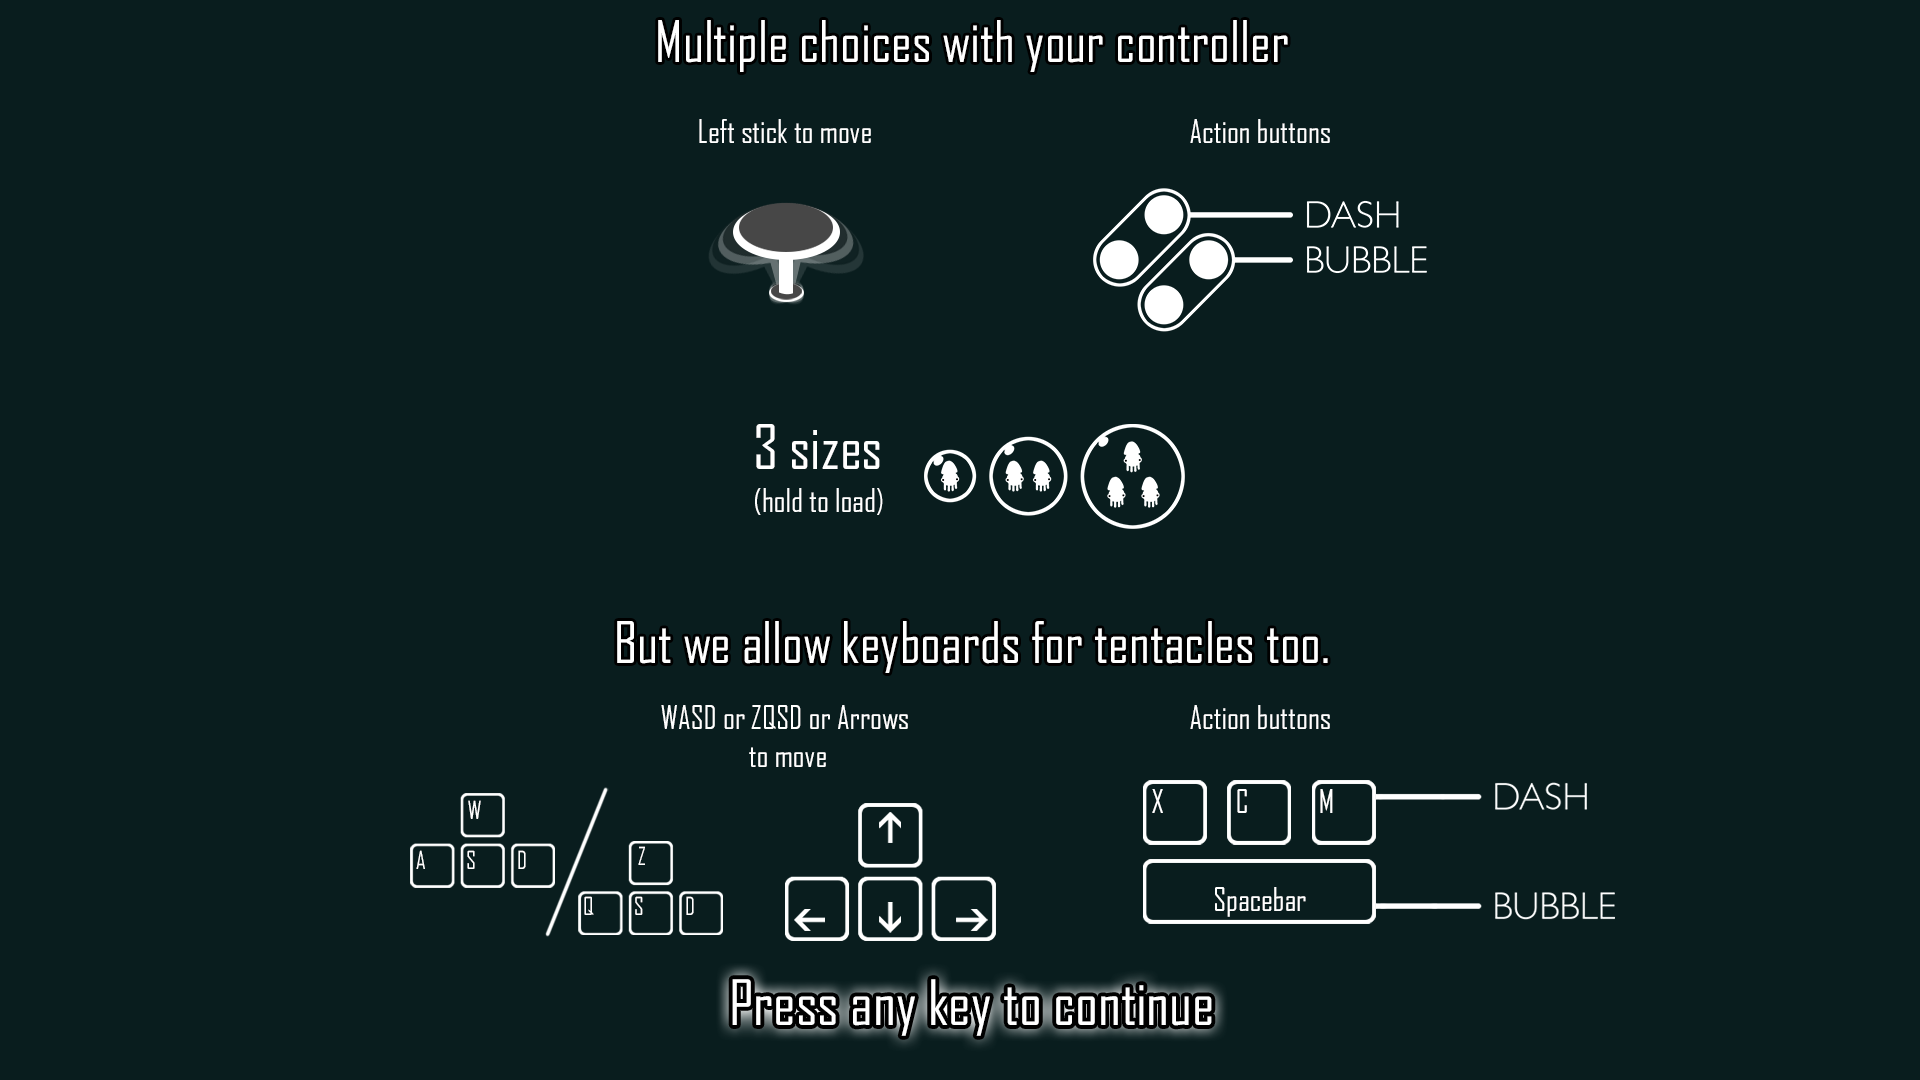 Multiple choices with your controller
Left stick to move
Action buttons
DASH
BUBBLE
3 sizes
(hold to load)
But we allow keyboards for tentacles too.
WASD or ZQSD or Arrows
to move
Action buttons
W
A S D
Z
Q S D
↑
← ↓ →
X C M
DASH
Spacebar
BUBBLE
Press any key to continue